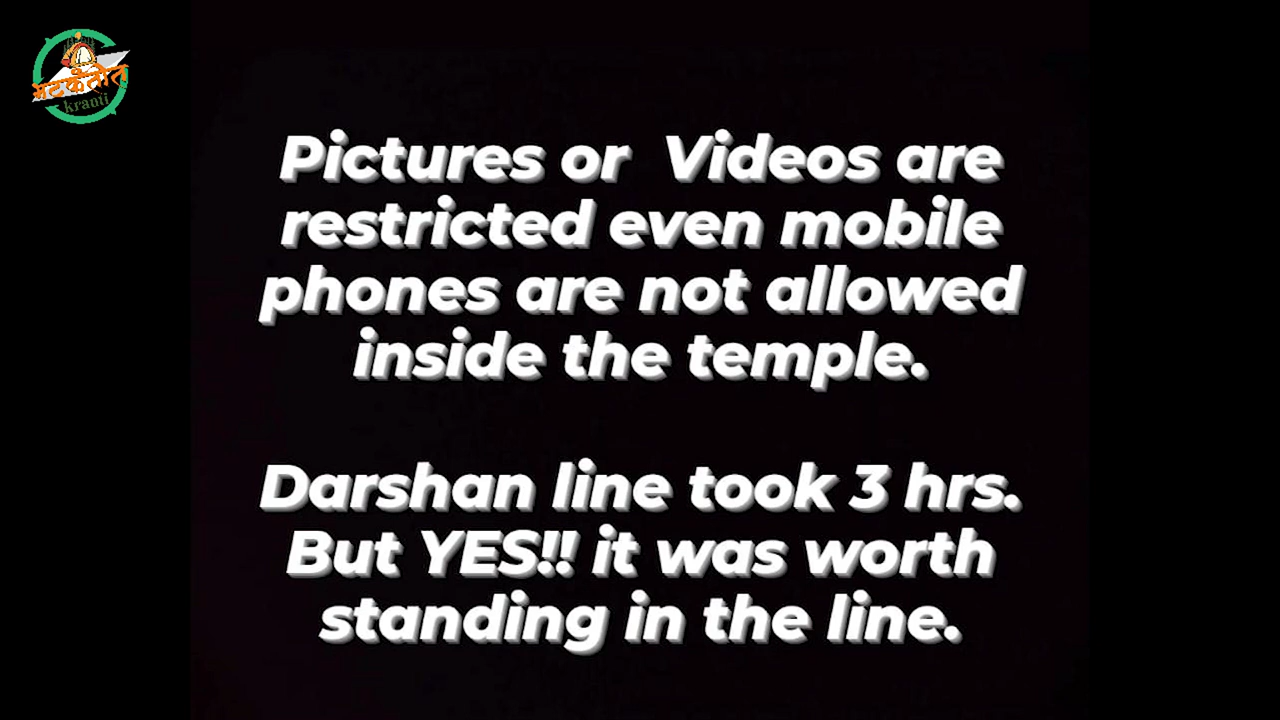 भटकंतीत
kranti
Pictures or  Videos are
restricted even mobile
phones are not allowed
inside the temple.
Darshan line took 3 hrs.
But YES!! it was worth
standing in the line.